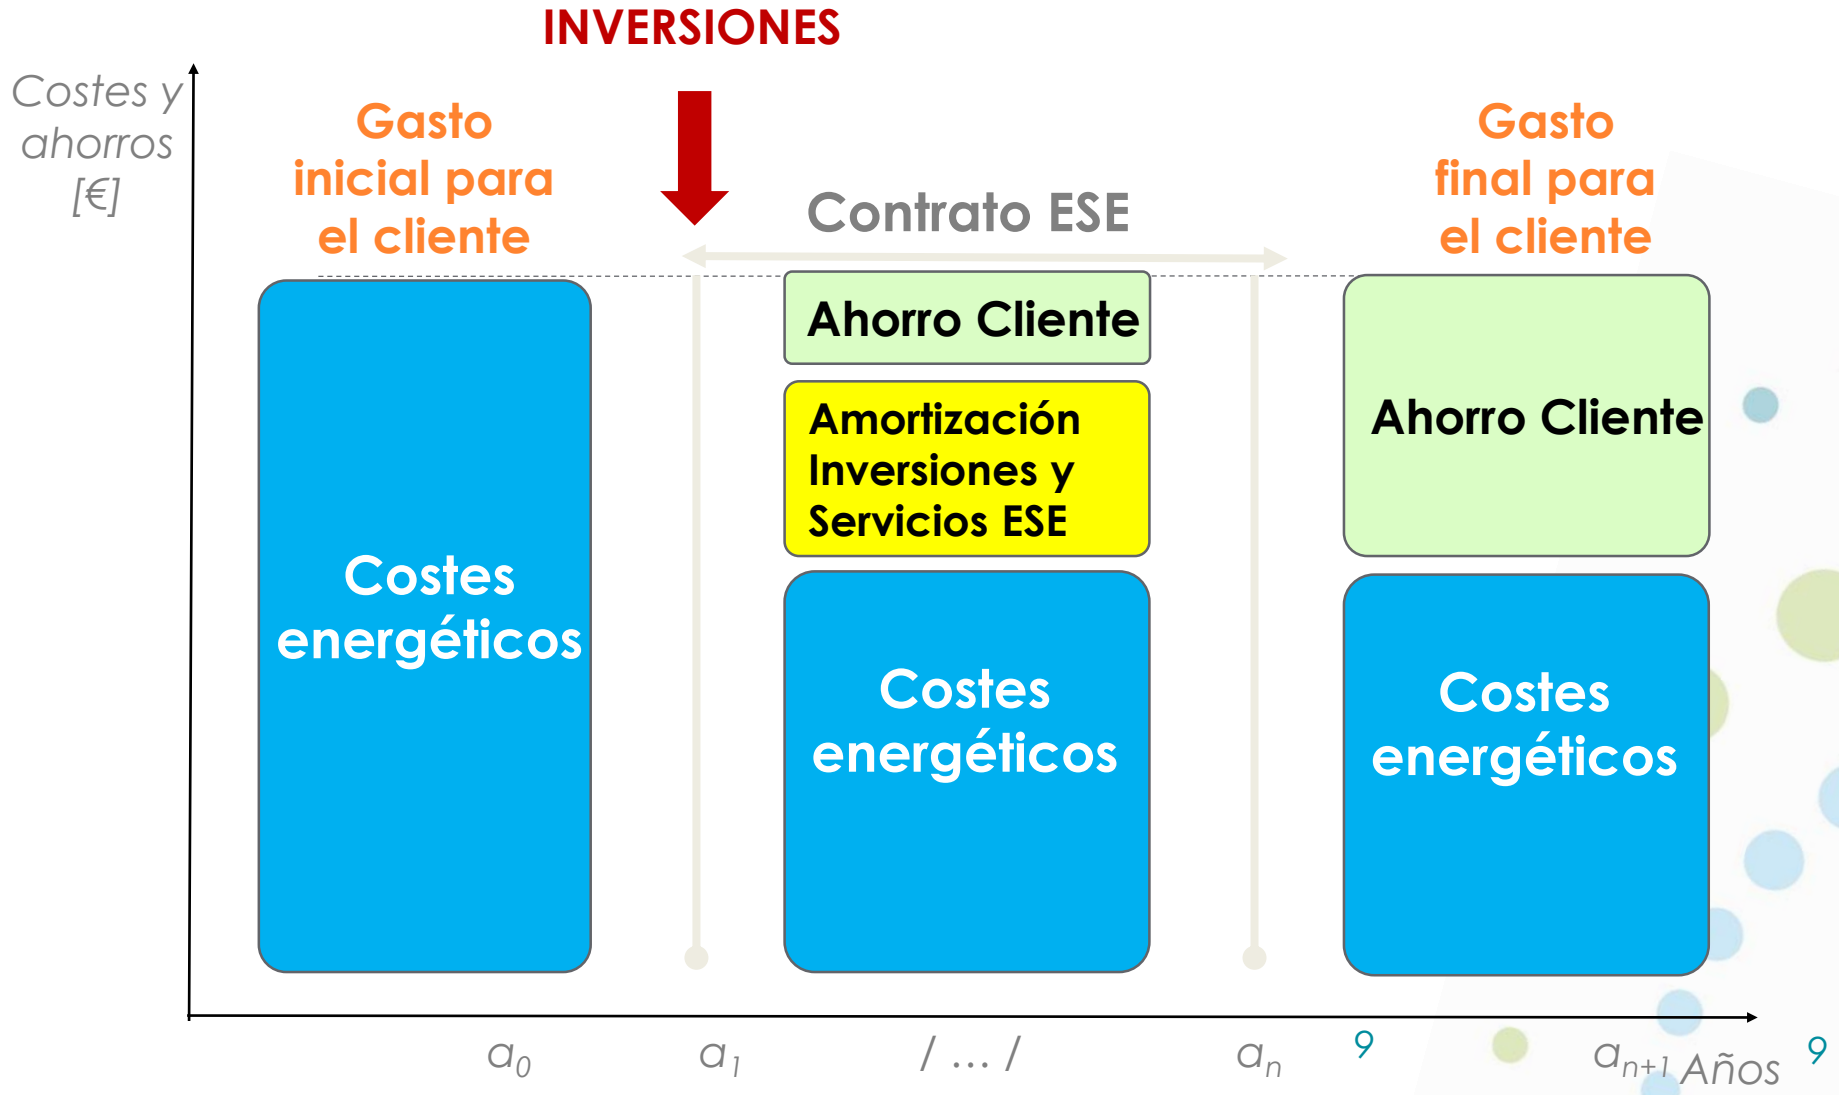 INVERSIONES
Costes y
ahorros
[€]
Gasto
inicial para
el cliente
Contrato ESE
Gasto
final para
el cliente
Costes
energéticos
Ahorro Cliente
Amortización
Inversiones y
Servicios ESE
Costes
energéticos
Ahorro Cliente
Costes
energéticos
a0
a1
/ ... /
an
9
an+1
Años
9